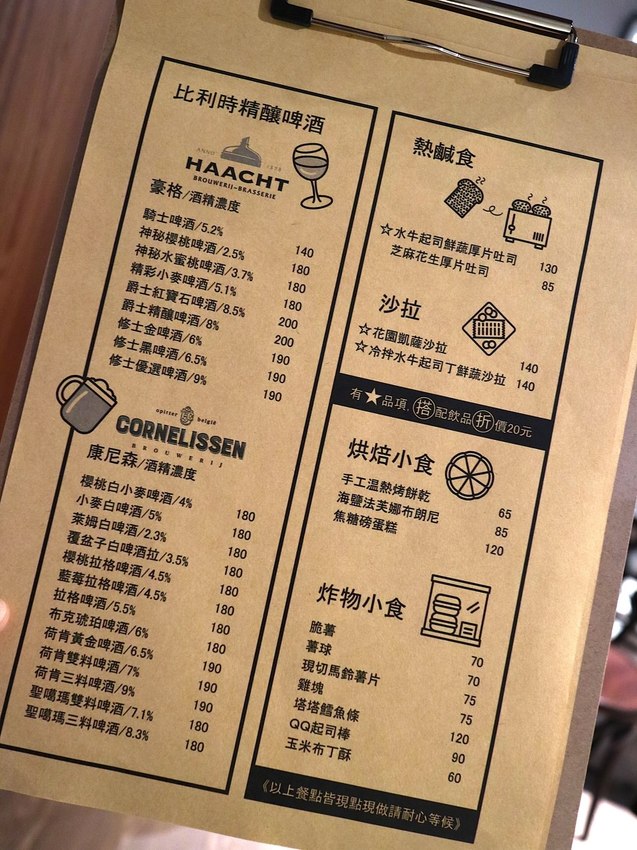 比利時精釀啤酒
ANNO 1875
HAACHT
BROUWERIJ-BRASSERIE
豪格/酒精濃度
騎士啤酒/5.2% 140
神秘櫻桃啤酒/2.5% 180
神秘水蜜桃啤酒/3.7% 180
精彩小麥啤酒/5.1% 180
爵士紅寶石啤酒/8.5% 200
爵士精釀啤酒/8% 200
修士金啤酒/6% 190
修士黑啤酒/6.5% 190
修士優選啤酒/9% 190
opitter belgië
CORNELISSEN
BROUWERIJ
康尼森/酒精濃度
櫻桃白小麥啤酒/4% 180
小麥白啤酒/5% 180
萊姆白啤酒/2.3% 180
覆盆子白啤酒拉/3.5% 180
櫻桃拉格啤酒/4.5% 180
藍莓拉格啤酒/4.5% 180
拉格啤酒/5.5% 180
布克琥珀啤酒/6% 180
荷肯黃金啤酒/6.5% 190
荷肯雙料啤酒/7% 190
荷肯三料啤酒/9% 190
聖噶瑪雙料啤酒/7.1% 180
聖噶瑪三料啤酒/8.3% 180
熱鹹食
☆水牛起司鮮蔬厚片吐司 130
芝麻花生厚片吐司 85
沙拉
☆花園凱薩沙拉 140
☆冷拌水牛起司丁鮮蔬沙拉 140
有★品項,搭配飲品折價20元
烘焙小食
手工溫熱烤餅乾 65
海鹽法芙娜布朗尼 85
焦糖磅蛋糕 120
炸物小食
脆薯 70
薯球 70
現切馬鈴薯片 75
雞塊 75
塔塔鱈魚條 120
QQ起司棒 90
玉米布丁酥 60
《以上餐點皆現點現做請耐心等候》